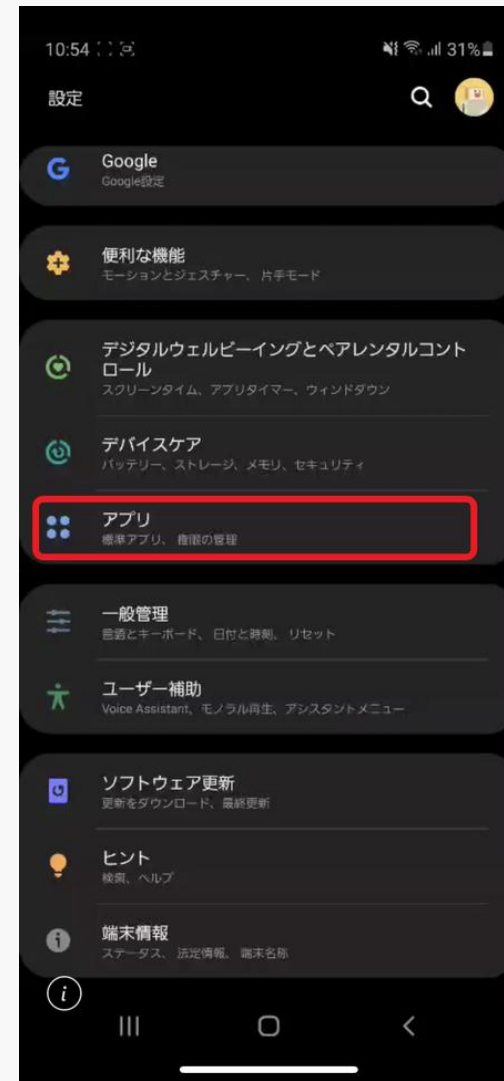 10:54
31%
設定
Google
Google設定
便利な機能
モーションとジェスチャー、 片手モード
デジタルウェルビーイングとペアレンタルコント
ロール
スクリーンタイム、アプリタイマー、ウィンドダウン
デバイスケア
バッテリー、ストレージ、メモリ、セキュリティ
アプリ
標準アプリ、 権限の管理
一般管理
言語とキーボード、 日付と時刻、 リセット
ユーザー補助
Voice Assistant、モノラル再生、アシスタントメニュー
ソフトウェア更新
更新をダウンロード、最終更新
ヒント
検索、ヘルプ
端末情報
ステータス、 法定情報、 端末名称
i